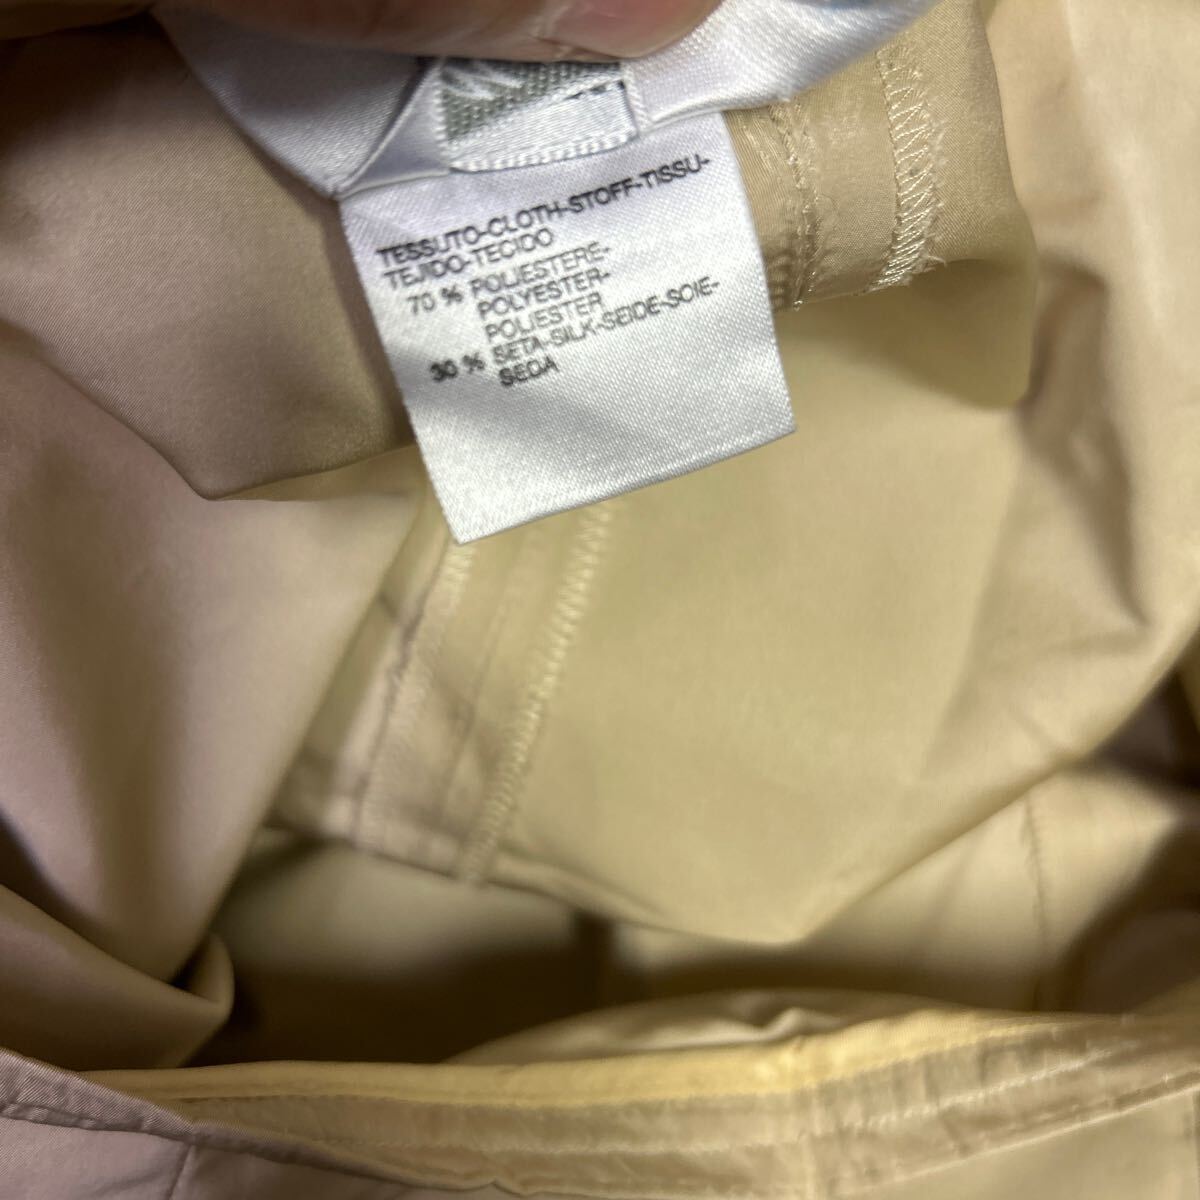 TESSUTO-CLOTH-STOFF-TISSU-
TEJIDO-TECIDO
70 % POLIESTERE-
POLYESTER-
POLIESTER
30 % SETA-SILK-SEIDE-SOIE-
SEDA